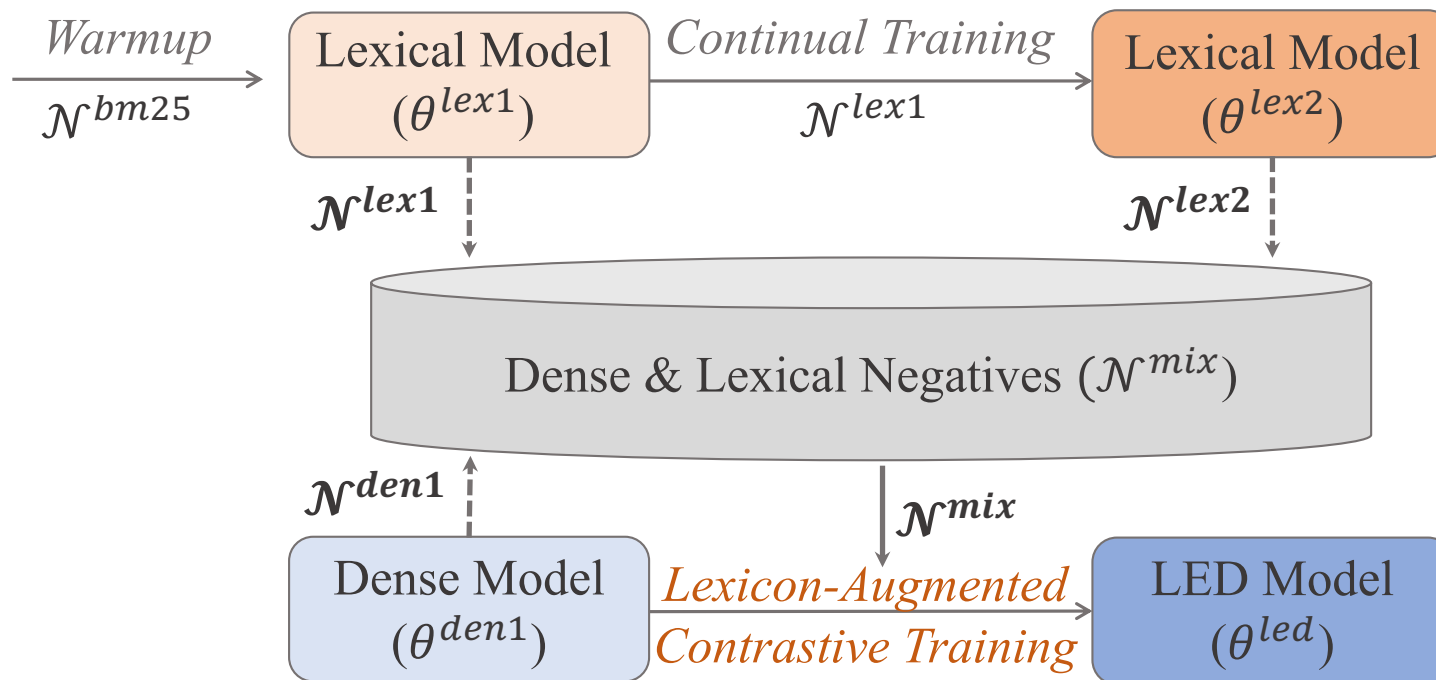 Warmup
𝒩^bm25
Lexical Model
(θ^lex1)
Continual Training
𝒩^lex1
Lexical Model
(θ^lex2)
𝒩^lex1
𝒩^lex2
Dense & Lexical Negatives (𝒩^mix)
𝒩^den1
𝒩^mix
Dense Model
(θ^den1)
Lexicon-Augmented
Contrastive Training
LED Model
(θ^led)